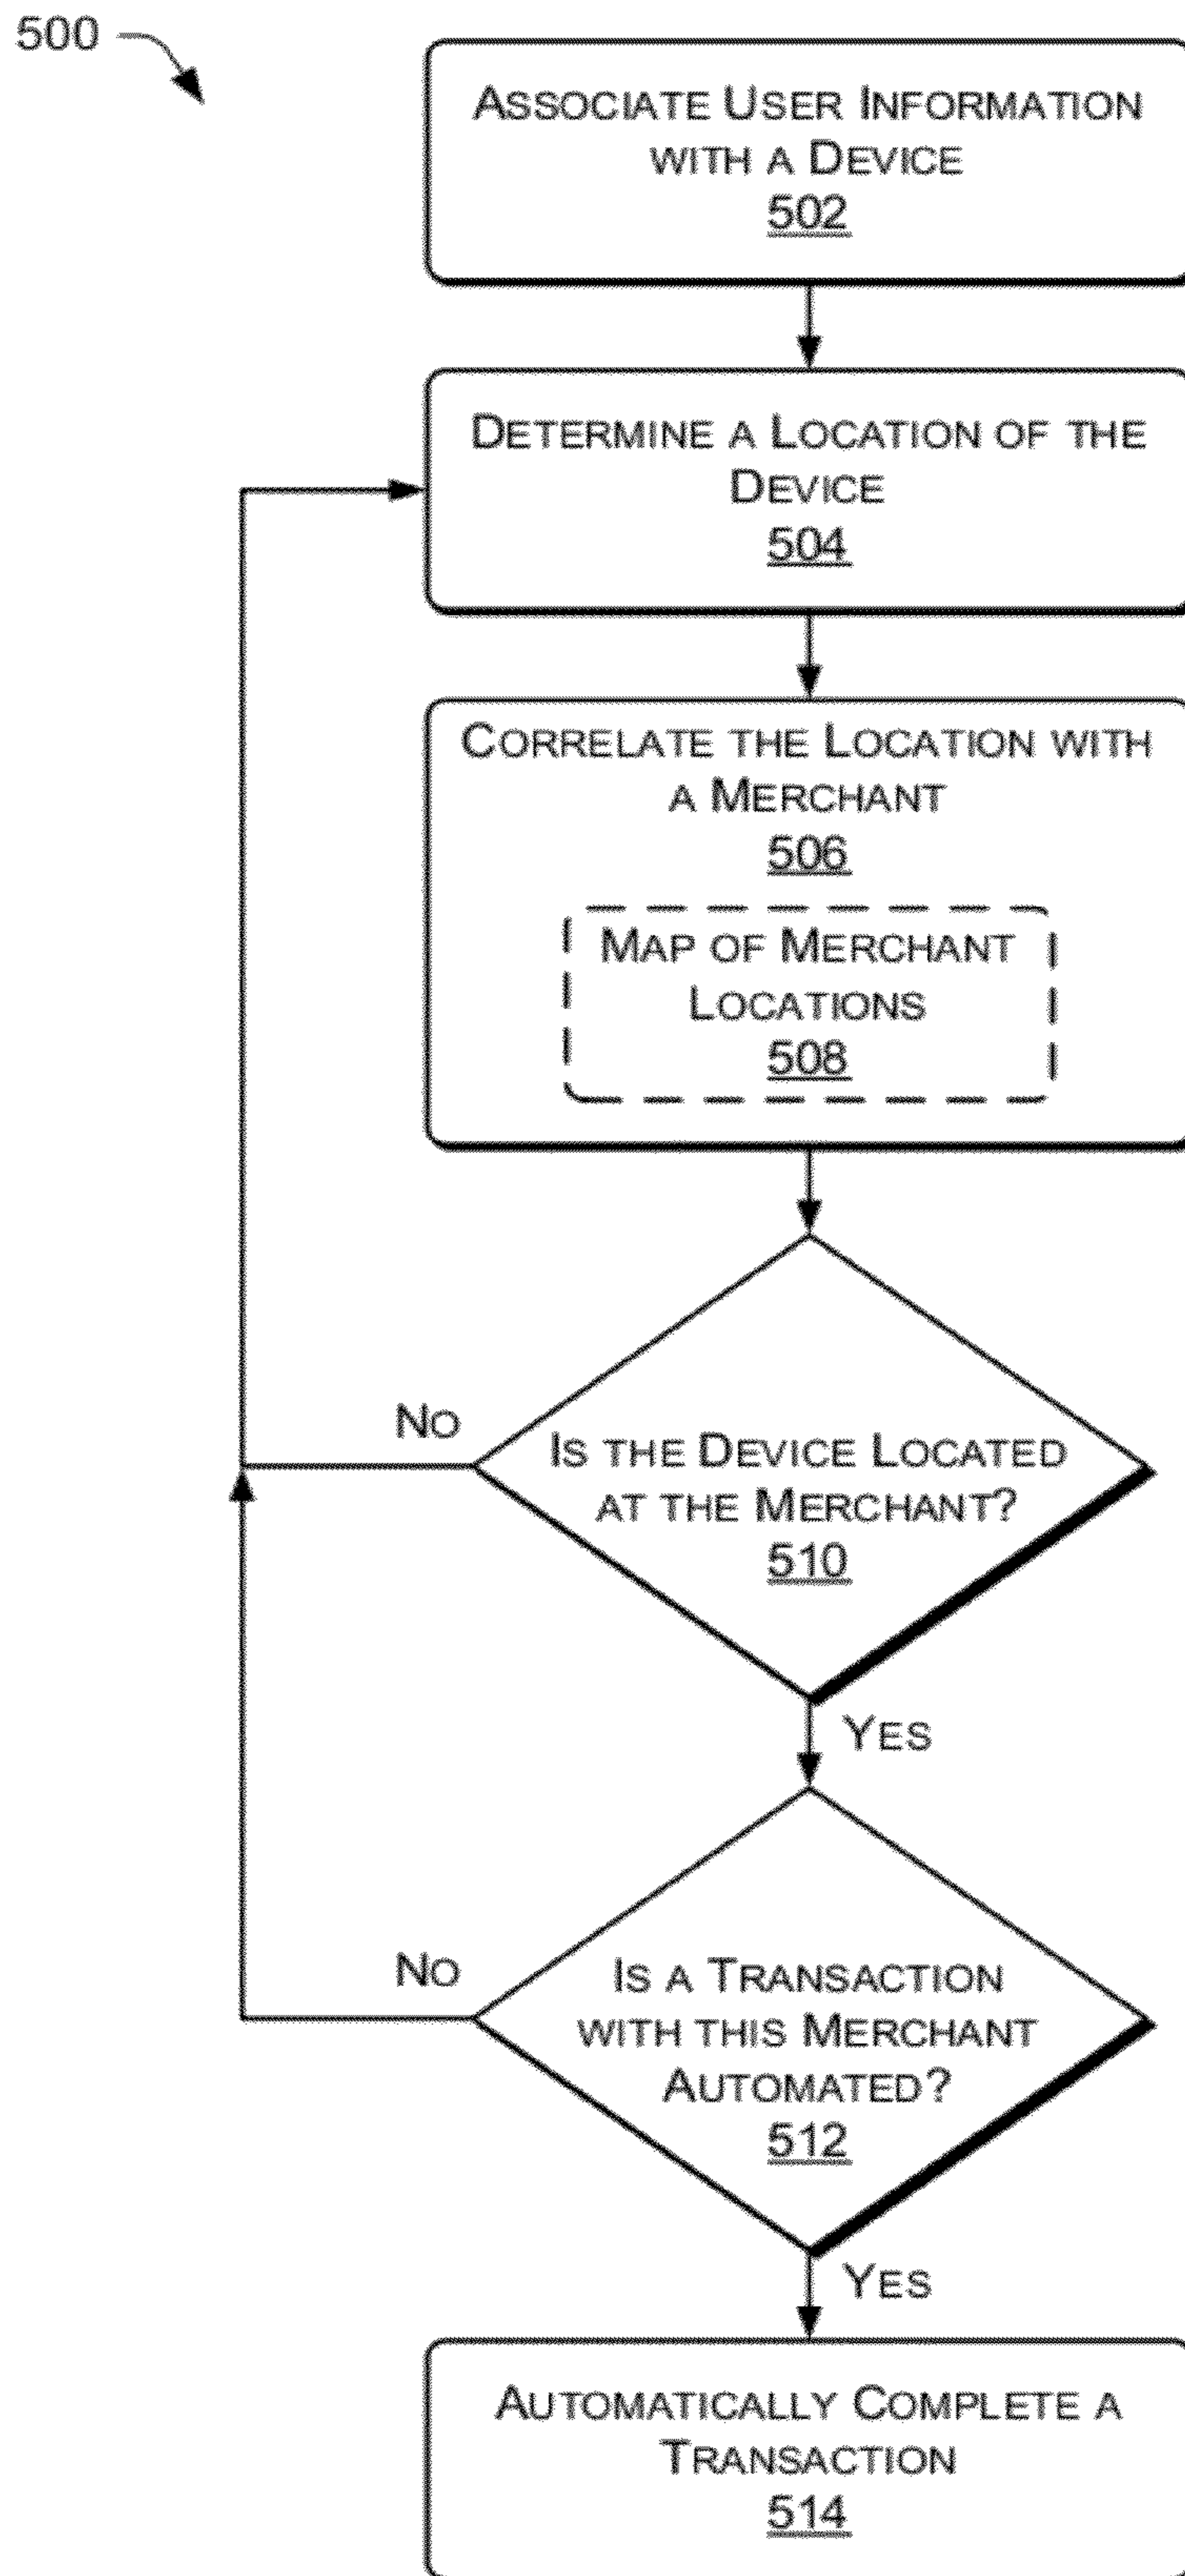 500
ASSOCIATE USER INFORMATION
WITH A DEVICE
502
DETERMINE A LOCATION OF THE
DEVICE
504
CORRELATE THE LOCATION WITH
A MERCHANT
506
MAP OF MERCHANT
LOCATIONS
508
NO
IS THE DEVICE LOCATED
AT THE MERCHANT?
510
YES
NO
IS A TRANSACTION
WITH THIS MERCHANT
AUTOMATED?
512
YES
AUTOMATICALLY COMPLETE A
TRANSACTION
514